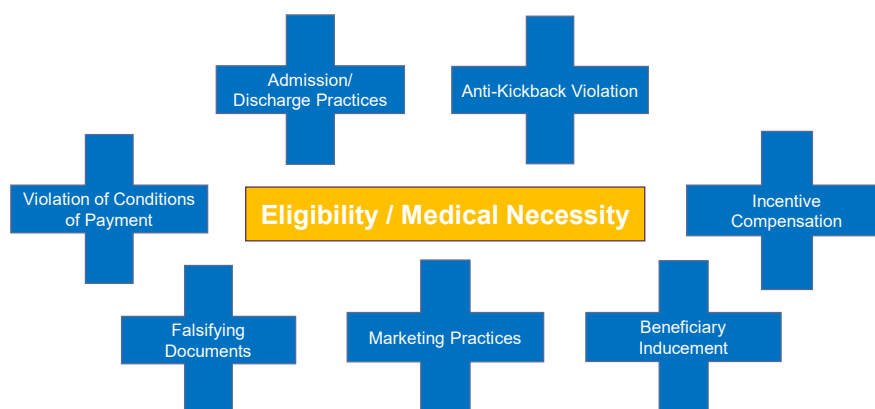 Admission/
Discharge Practices
Anti-Kickback Violation
Violation of Conditions
of Payment
Eligibility / Medical Necessity
Incentive
Compensation
Falsifying
Documents
Marketing Practices
Beneficiary
Inducement